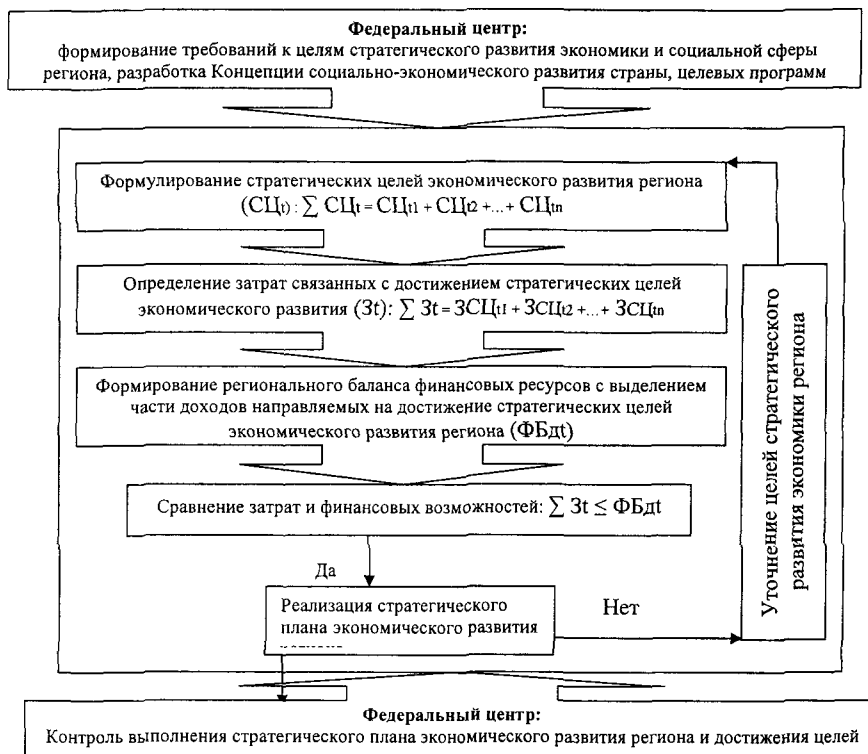 Федеральный центр:
формирование требований к целям стратегического развития экономики и социальной сферы
региона, разработка Концепции социально-экономического развития страны, целевых программ
Формулирование стратегических целей экономического развития региона
(СЦt) : ∑ СЦt = СЦt1 + СЦt2 +...+ СЦtn
Определение затрат связанных с достижением стратегических целей
экономического развития (Зt): ∑ Зt = ЗСЦt1 + ЗСЦt2 +...+ ЗСЦtn
Формирование регионального баланса финансовых ресурсов с выделением
части доходов направляемых на достижение стратегических целей
экономического развития региона (ФБдt)
Сравнение затрат и финансовых возможностей: ∑ Зt ≤ ФБдt
Да
Реализация стратегического
плана экономического развития
Нет
Уточнение целей стратегического
развития экономики региона
Федеральный центр:
Контроль выполнения стратегического плана экономического развития региона и достижения целей